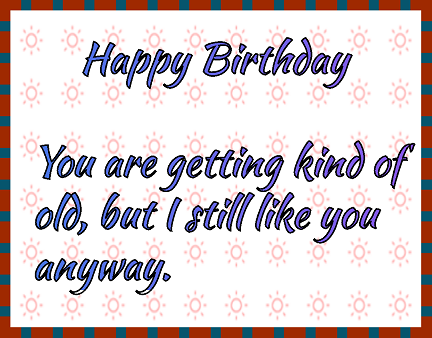 Happy Birthday
You are getting kind of
old, but I still like you
anyway.